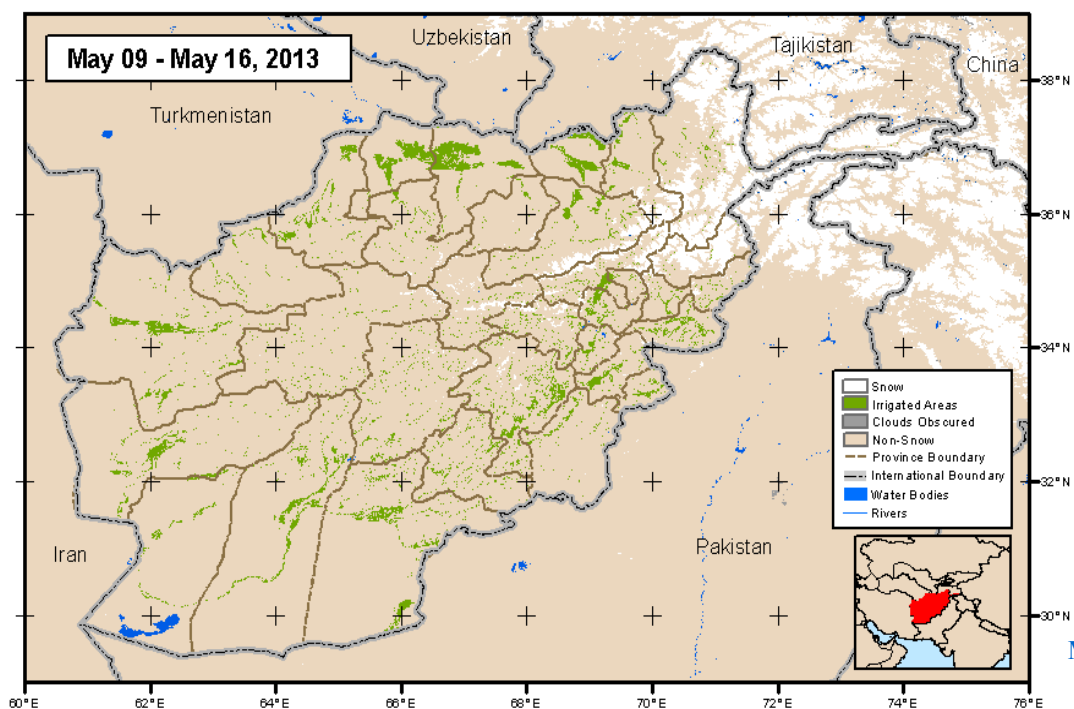 May 09 - May 16, 2013
Uzbekistan
Tajikistan
China
Turkmenistan
38°N
36°N
34°N
Snow
Irrigated Areas
Clouds Obscured
Non-Snow
Province Boundary
International Boundary
Water Bodies
Rivers
32°N
Iran
Pakistan
30°N
M
60°E
62°E
64°E
66°E
68°E
70°E
72°E
74°E
76°E